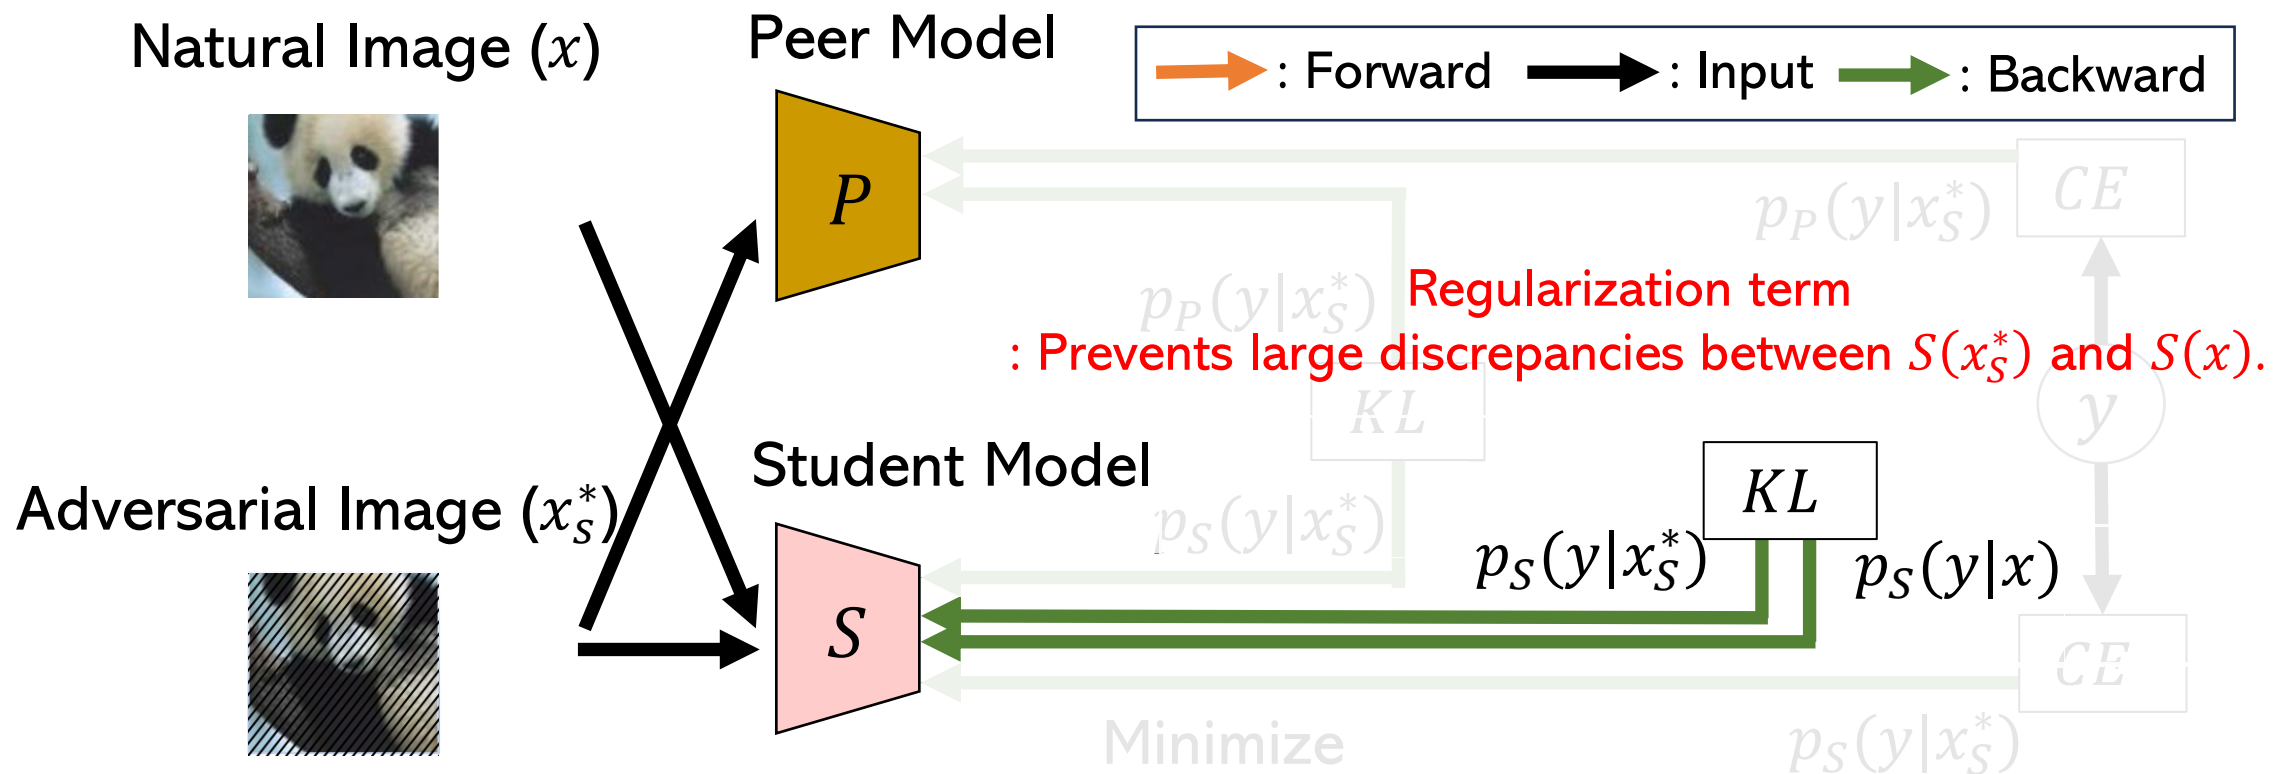 Natural Image (x)
Peer Model
: Forward : Input : Backward
P
CE
p_P(y|x_S^*)
p_P(y|x_S^*)
Regularization term
: Prevents large discrepancies between S(x_S^*) and S(x).
KL
y
Student Model
KL
Adversarial Image (x_s^*)
p_S(y|x_S^*)
p_S(y|x_S^*)
p_S(y|x)
S
CE
Minimize
p_S(y|x_S^*)